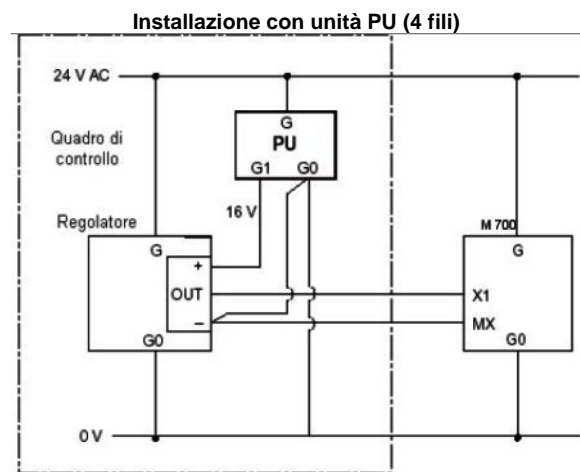 Installazione con unità PU (4 fili)
24 V AC
G
PU
G1 G0
Quadro di
controllo
16 V
Regolatore
M 700
G
G
+
OUT
X1
–
MX
G0
G0
0 V